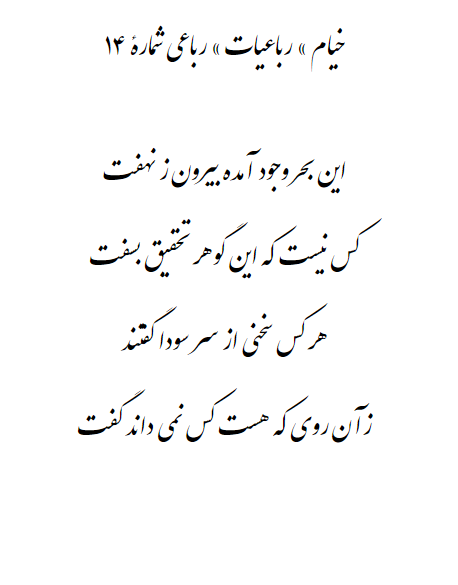 خیام » رباعیات » رباعی شمارهٔ ۱۴
این بحر وجود آمده بیرون ز نهفت
کس نیست که این گوهر تحقیق بسفت
هر کس سخنی از سر سودا گفتند
ز آن روی که هست کس نمی داند گفت